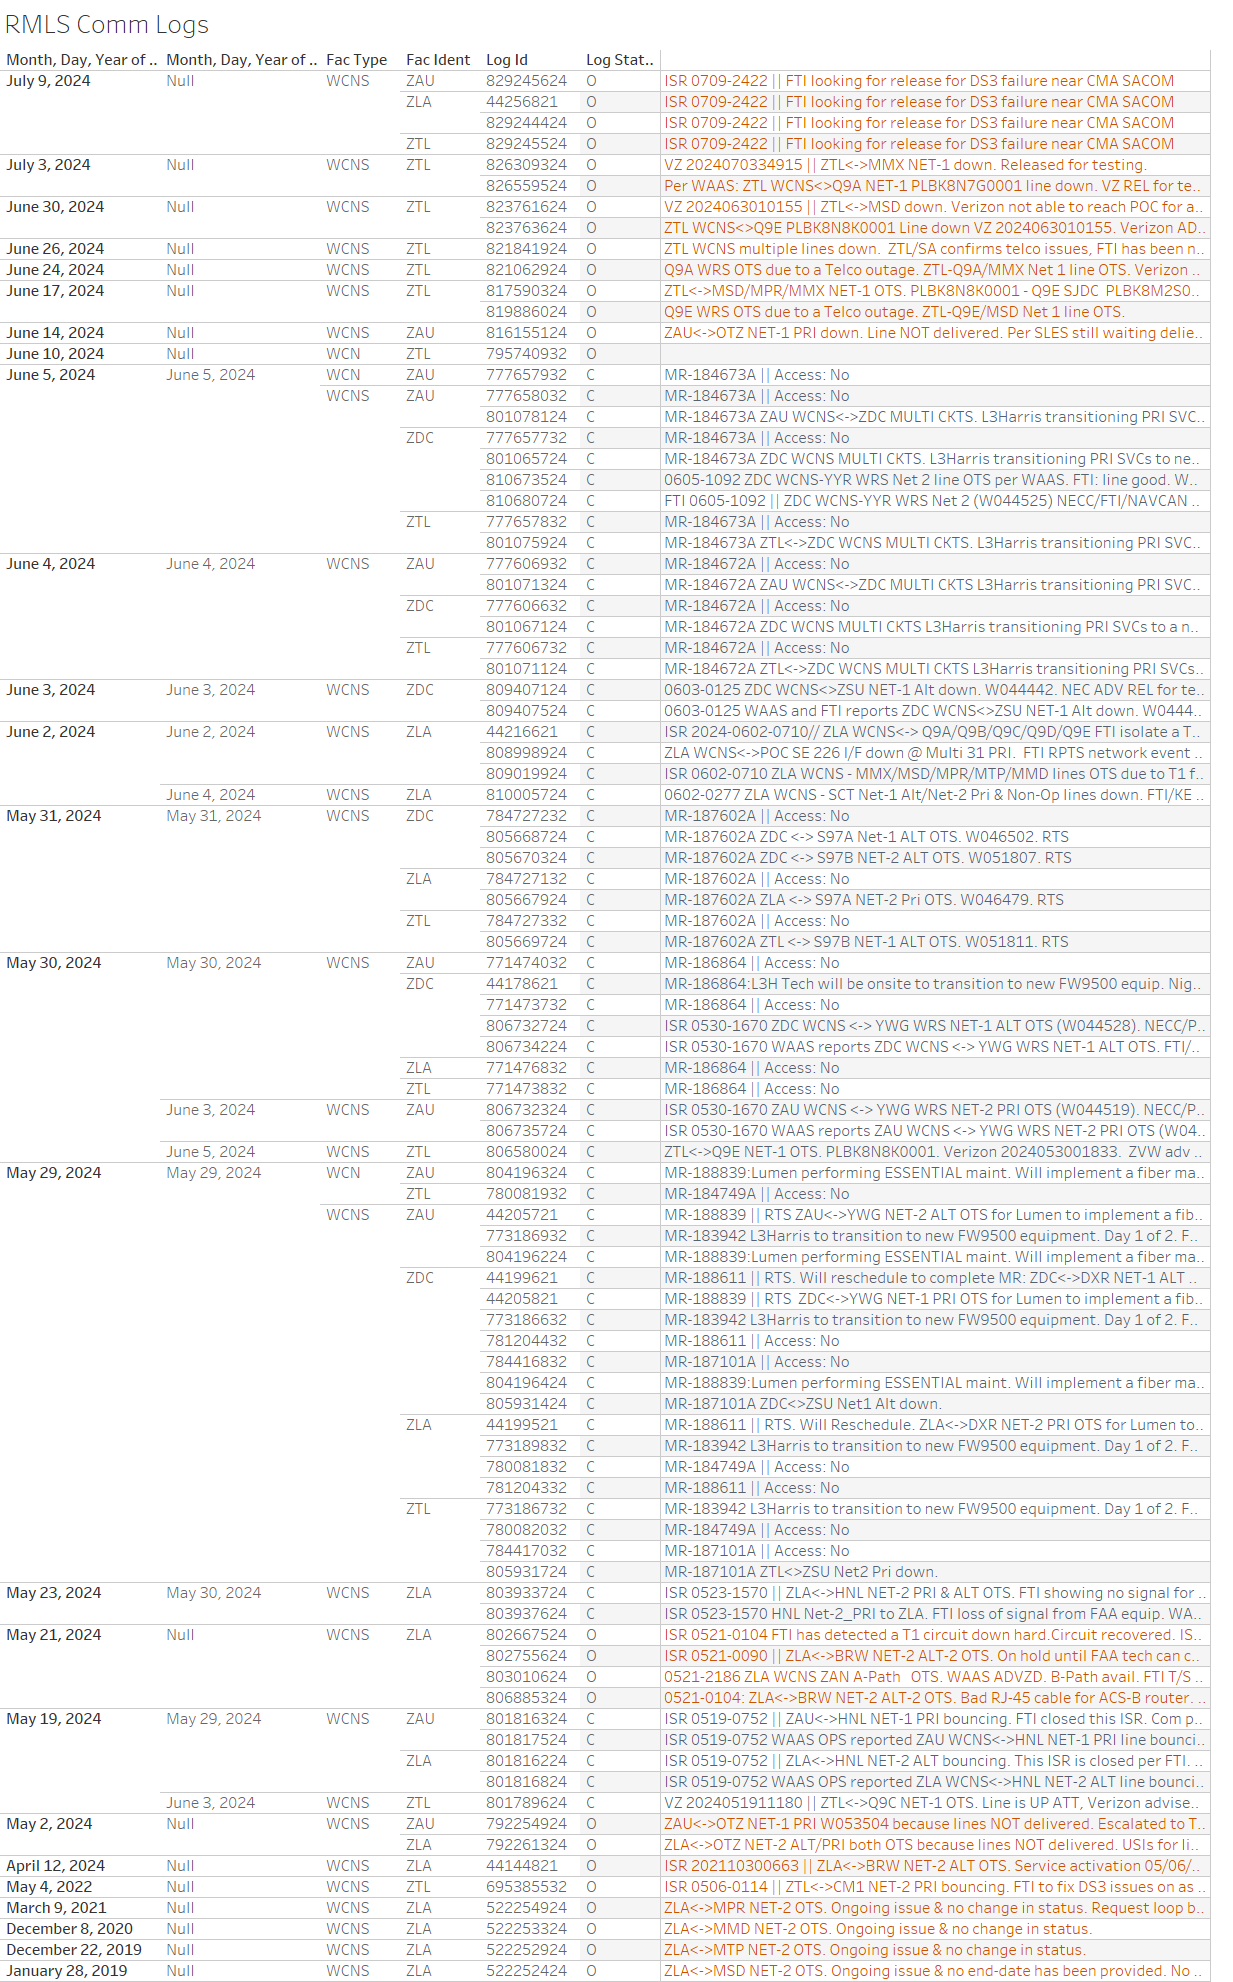 RMLS Comm Logs
Month, Day, Year of .. Month, Day, Year of .. Fac Type Fac Ident Log Id Log Stat..
July 9, 2024 Null WCNS ZAU 829245624 O ISR 0709-2422 || FTI looking for release for DS3 failure near CMA SACOM
ZLA 44256821 O ISR 0709-2422 || FTI looking for release for DS3 failure near CMA SACOM
829244424 O ISR 0709-2422 || FTI looking for release for DS3 failure near CMA SACOM
ZTL 829245524 O ISR 0709-2422 || FTI looking for release for DS3 failure near CMA SACOM
July 3, 2024 Null WCNS ZTL 826309324 O VZ 2024070334915 || ZTL<->MMX NET-1 down. Released for testing.
826559524 O Per WAAS: ZTL WCNS<>Q9A NET-1 PLBK8N7G0001 line down. VZ REL for te..
June 30, 2024 Null WCNS ZTL 823761624 O VZ 2024063010155 || ZTL<->MSD down. Verizon not able to reach POC for a..
823763624 O ZTL WCNS<>Q9E PLBK8N8K0001 Line down VZ 2024063010155. Verizon AD..
June 26, 2024 Null WCNS ZTL 821841924 O ZTL WCNS multiple lines down. ZTL/SA confirms telco issues, FTI has been n..
June 24, 2024 Null WCNS ZTL 821062924 O Q9A WRS OTS due to a Telco outage. ZTL-Q9A/MMX Net 1 line OTS. Verizon ..
June 17, 2024 Null WCNS ZTL 817590324 O ZTL<->MSD/MPR/MMX NET-1 OTS. PLBK8N8K0001 - Q9E SJDC PLBK8M2S0..
819886024 O Q9E WRS OTS due to a Telco outage. ZTL-Q9E/MSD Net 1 line OTS.
June 14, 2024 Null WCNS ZAU 816155124 O ZAU<->OTZ NET-1 PRI down. Line NOT delivered. Per SLES still waiting delie..
June 10, 2024 Null WCN ZTL 795740932 O
June 5, 2024 June 5, 2024 WCN ZAU 777657932 C MR-184673A || Access: No
WCNS ZAU 777658032 C MR-184673A || Access: No
801078124 C MR-184673A ZAU WCNS<->ZDC MULTI CKTS. L3Harris transitioning PRI SVC..
ZDC 777657732 C MR-184673A || Access: No
801065724 C MR-184673A ZDC WCNS MULTI CKTS. L3Harris transitioning PRI SVCs to ne..
810673524 C 0605-1092 ZDC WCNS-YYR WRS Net 2 line OTS per WAAS. FTI: line good. W..
810680724 C FTI 0605-1092 || ZDC WCNS-YYR WRS Net 2 (W044525) NECC/FTI/NAVCAN ..
ZTL 777657832 C MR-184673A || Access: No
801075924 C MR-184673A ZTL<->ZDC WCNS MULTI CKTS. L3Harris transitioning PRI SVC..
June 4, 2024 June 4, 2024 WCNS ZAU 777606932 C MR-184672A || Access: No
801071324 C MR-184672A ZAU WCNS<->ZDC MULTI CKTS L3Harris transitioning PRI SVC..
ZDC 777606632 C MR-184672A || Access: No
801067124 C MR-184672A ZDC WCNS MULTI CKTS L3Harris transitioning PRI SVCs to a n..
ZTL 777606732 C MR-184672A || Access: No
801071124 C MR-184672A ZTL<->ZDC WCNS MULTI CKTS L3Harris transitioning PRI SVCs..
June 3, 2024 June 3, 2024 WCNS ZDC 809407124 C 0603-0125 ZDC WCNS<>ZSU NET-1 Alt down. W044442. NEC ADV REL for te..
809407524 C 0603-0125 WAAS and FTI reports ZDC WCNS<>ZSU NET-1 Alt down. W0444..
June 2, 2024 June 2, 2024 WCNS ZLA 44216621 C ISR 2024-0602-0710// ZLA WCNS<-> Q9A/Q9B/Q9C/Q9D/Q9E FTI isolate a T..
808998924 C ZLA WCNS<->POC SE 226 I/F down @ Multi 31 PRI. FTI RPTS network event ..
809019924 C ISR 0602-0710 ZLA WCNS - MMX/MSD/MPR/MTP/MMD lines OTS due to T1 f..
June 4, 2024 WCNS ZLA 810005724 C 0602-0277 ZLA WCNS - SCT Net-1 Alt/Net-2 Pri & Non-Op lines down. FTI/KE ..
May 31, 2024 May 31, 2024 WCNS ZDC 784727232 C MR-187602A || Access: No
805668724 C MR-187602A ZDC <-> S97A Net-1 ALT OTS. W046502. RTS
805670324 C MR-187602A ZDC <-> S97B NET-2 ALT OTS. W051807. RTS
ZLA 784727132 C MR-187602A || Access: No
805667924 C MR-187602A ZLA <-> S97A NET-2 Pri OTS. W046479. RTS
ZTL 784727332 C MR-187602A || Access: No
805669724 C MR-187602A ZTL <-> S97B NET-1 ALT OTS. W051811. RTS
May 30, 2024 May 30, 2024 WCNS ZAU 771474032 C MR-186864 || Access: No
ZDC 44178621 C MR-186864:L3H Tech will be onsite to transition to new FW9500 equip. Nig..
771473732 C MR-186864 || Access: No
806732724 C ISR 0530-1670 ZDC WCNS <-> YWG WRS NET-1 ALT OTS (W044528). NECC/P..
806734224 C ISR 0530-1670 WAAS reports ZDC WCNS <-> YWG WRS NET-1 ALT OTS. FTI/..
ZLA 771476832 C MR-186864 || Access: No
ZTL 771473832 C MR-186864 || Access: No
June 3, 2024 WCNS ZAU 806732324 C ISR 0530-1670 ZAU WCNS <-> YWG WRS NET-2 PRI OTS (W044519). NECC/P..
806735724 C ISR 0530-1670 WAAS reports ZAU WCNS <-> YWG WRS NET-2 PRI OTS (W04..
June 5, 2024 WCNS ZTL 806580024 C ZTL<->Q9E NET-1 OTS. PLBK8N8K0001. Verizon 2024053001833. ZVW adv ..
May 29, 2024 May 29, 2024 WCN ZAU 804196324 C MR-188839:Lumen performing ESSENTIAL maint. Will implement a fiber ma..
ZTL 780081932 C MR-184749A || Access: No
WCNS ZAU 44205721 C MR-188839 || RTS ZAU<->YWG NET-2 ALT OTS for Lumen to implement a fib..
773186932 C MR-183942 L3Harris to transition to new FW9500 equipment. Day 1 of 2. F..
804196224 C MR-188839:Lumen performing ESSENTIAL maint. Will implement a fiber ma..
ZDC 44199621 C MR-188611 || RTS. Will reschedule to complete MR: ZDC<->DXR NET-1 ALT ..
44205821 C MR-188839 || RTS ZDC<->YWG NET-1 PRI OTS for Lumen to implement a fib..
773186632 C MR-183942 L3Harris to transition to new FW9500 equipment. Day 1 of 2. F..
781204432 C MR-188611 || Access: No
784416832 C MR-187101A || Access: No
804196424 C MR-188839:Lumen performing ESSENTIAL maint. Will implement a fiber ma..
805931424 C MR-187101A ZDC<>ZSU Net1 Alt down.
ZLA 44199521 C MR-188611 || RTS. Will Reschedule. ZLA<->DXR NET-2 PRI OTS for Lumen to..
773189832 C MR-183942 L3Harris to transition to new FW9500 equipment. Day 1 of 2. F..
780081832 C MR-184749A || Access: No
781204332 C MR-188611 || Access: No
ZTL 773186732 C MR-183942 L3Harris to transition to new FW9500 equipment. Day 1 of 2. F..
780082032 C MR-184749A || Access: No
784417032 C MR-187101A || Access: No
805931724 C MR-187101A ZTL<>ZSU Net2 Pri down.
May 23, 2024 May 30, 2024 WCNS ZLA 803933724 C ISR 0523-1570 || ZLA<->HNL NET-2 PRI & ALT OTS. FTI showing no signal for ..
803937624 C ISR 0523-1570 HNL Net-2_PRI to ZLA. FTI loss of signal from FAA equip. WA..
May 21, 2024 Null WCNS ZLA 802667524 O ISR 0521-0104 FTI has detected a T1 circuit down hard.Circuit recovered. IS..
802755624 O ISR 0521-0090 || ZLA<->BRW NET-2 ALT-2 OTS. On hold until FAA tech can c..
803010624 O 0521-2186 ZLA WCNS ZAN A-Path OTS. WAAS ADVZD. B-Path avail. FTI T/S ..
806885324 O 0521-0104: ZLA<->BRW NET-2 ALT-2 OTS. Bad RJ-45 cable for ACS-B router. ..
May 19, 2024 May 29, 2024 WCNS ZAU 801816324 C ISR 0519-0752 || ZAU<->HNL NET-1 PRI bouncing. FTI closed this ISR. Com p..
801817524 C ISR 0519-0752 WAAS OPS reported ZAU WCNS<->HNL NET-1 PRI line bounci..
ZLA 801816224 C ISR 0519-0752 || ZLA<->HNL NET-2 ALT bouncing. This ISR is closed per FTI. ..
801816824 C ISR 0519-0752 WAAS OPS reported ZLA WCNS<->HNL NET-2 ALT line bounci..
June 3, 2024 WCNS ZTL 801789624 C VZ 2024051911180 || ZTL<->Q9C NET-1 OTS. Line is UP ATT, Verizon advise..
May 2, 2024 Null WCNS ZAU 792254924 O ZAU<->OTZ NET-1 PRI W053504 because lines NOT delivered. Escalated to T..
ZLA 792261324 O ZLA<->OTZ NET-2 ALT/PRI both OTS because lines NOT delivered. USIs for li..
April 12, 2024 Null WCNS ZLA 44144821 O ISR 202110300663 || ZLA<->BRW NET-2 ALT OTS. Service activation 05/06/..
May 4, 2022 Null WCNS ZTL 695385532 O ISR 0506-0114 || ZTL<->CM1 NET-2 PRI bouncing. FTI to fix DS3 issues on as ..
March 9, 2021 Null WCNS ZLA 522254924 O ZLA<->MPR NET-2 OTS. Ongoing issue & no change in status. Request loop b..
December 8, 2020 Null WCNS ZLA 522253324 O ZLA<->MMD NET-2 OTS. Ongoing issue & no change in status.
December 22, 2019 Null WCNS ZLA 522252924 O ZLA<->MTP NET-2 OTS. Ongoing issue & no change in status.
January 28, 2019 Null WCNS ZLA 522252424 O ZLA<->MSD NET-2 OTS. Ongoing issue & no end-date has been provided. No ..